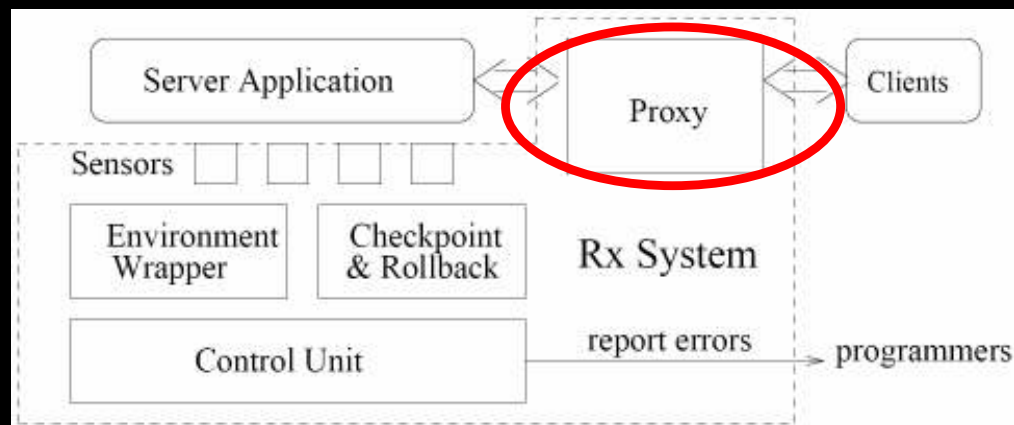 Server Application
Proxy
Clients
Sensors
Environment
Wrapper
Checkpoint
& Rollback
Rx System
Control Unit
report errors
programmers